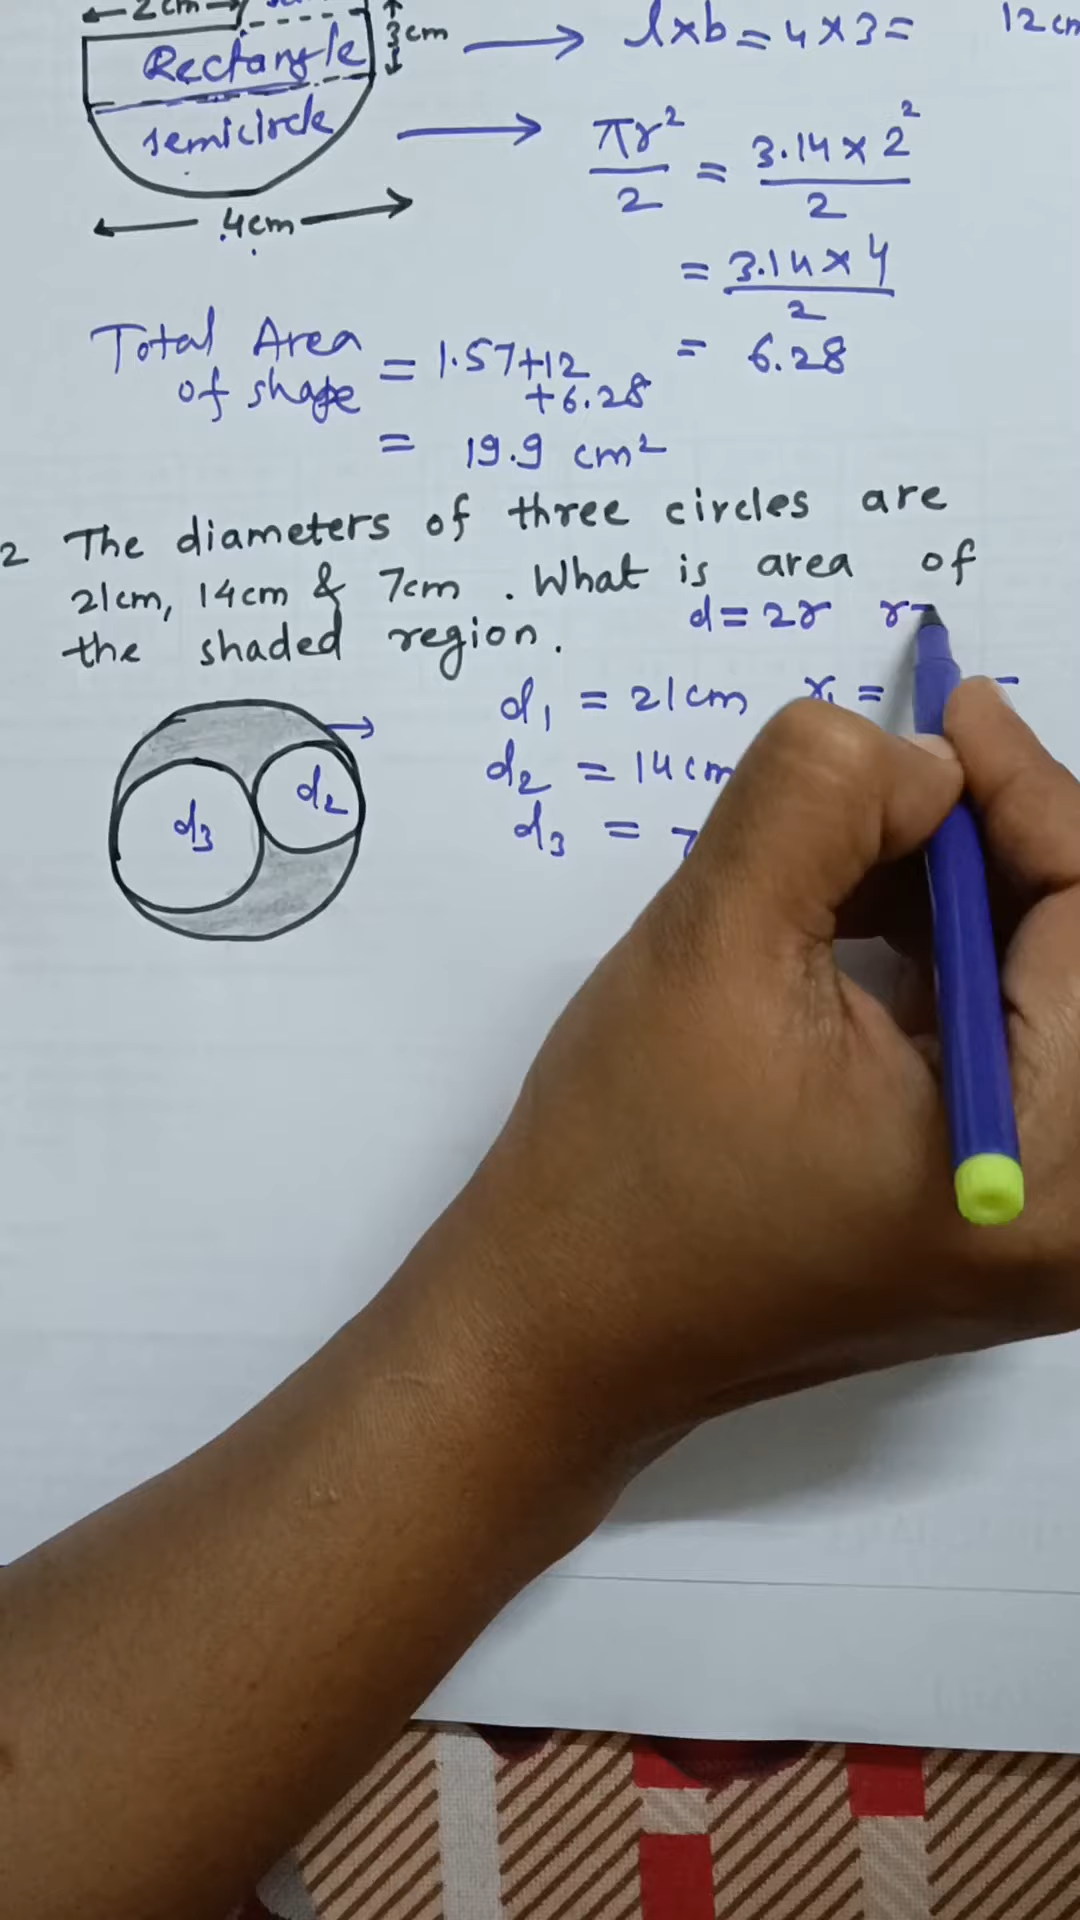 2cm
3cm
Rectangle
l×b = 4×3 = 12cm
semicircle
πr²/2 = 3.14 × 2²/2
4cm
= 3.14 × 4/2
= 6.28
Total Area of shape = 1.57+12 +6.28
= 19.9 cm²
2 The diameters of three circles are
21cm, 14cm & 7cm. What is area of
the shaded region.
d = 2r r=
d₁ = 21cm r₁ =
d₂ = 14cm
d₃ = 7
d₃
d₂